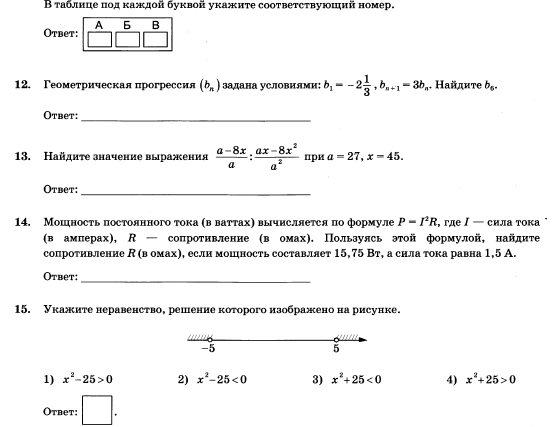 В таблице под каждой буквой укажите соответствующий номер.
А Б В
Ответ:
12. Геометрическая прогрессия (bₙ) задана условиями: b₁ = −2 1/3, bₙ₊₁ = 3bₙ. Найдите b₆.
Ответ:
13. Найдите значение выражения (a−8x)/a : (ax−8x²)/a² при a = 27, x = 45.
Ответ:
14. Мощность постоянного тока (в ваттах) вычисляется по формуле P = I²R, где I — сила тока
(в амперах), R — сопротивление (в омах). Пользуясь этой формулой, найдите
сопротивление R (в омах), если мощность составляет 15,75 Вт, а сила тока равна 1,5 А.
Ответ:
15. Укажите неравенство, решение которого изображено на рисунке.
−5 5
1) x²−25>0 2) x²−25<0 3) x²+25<0 4) x²+25>0
Ответ: .